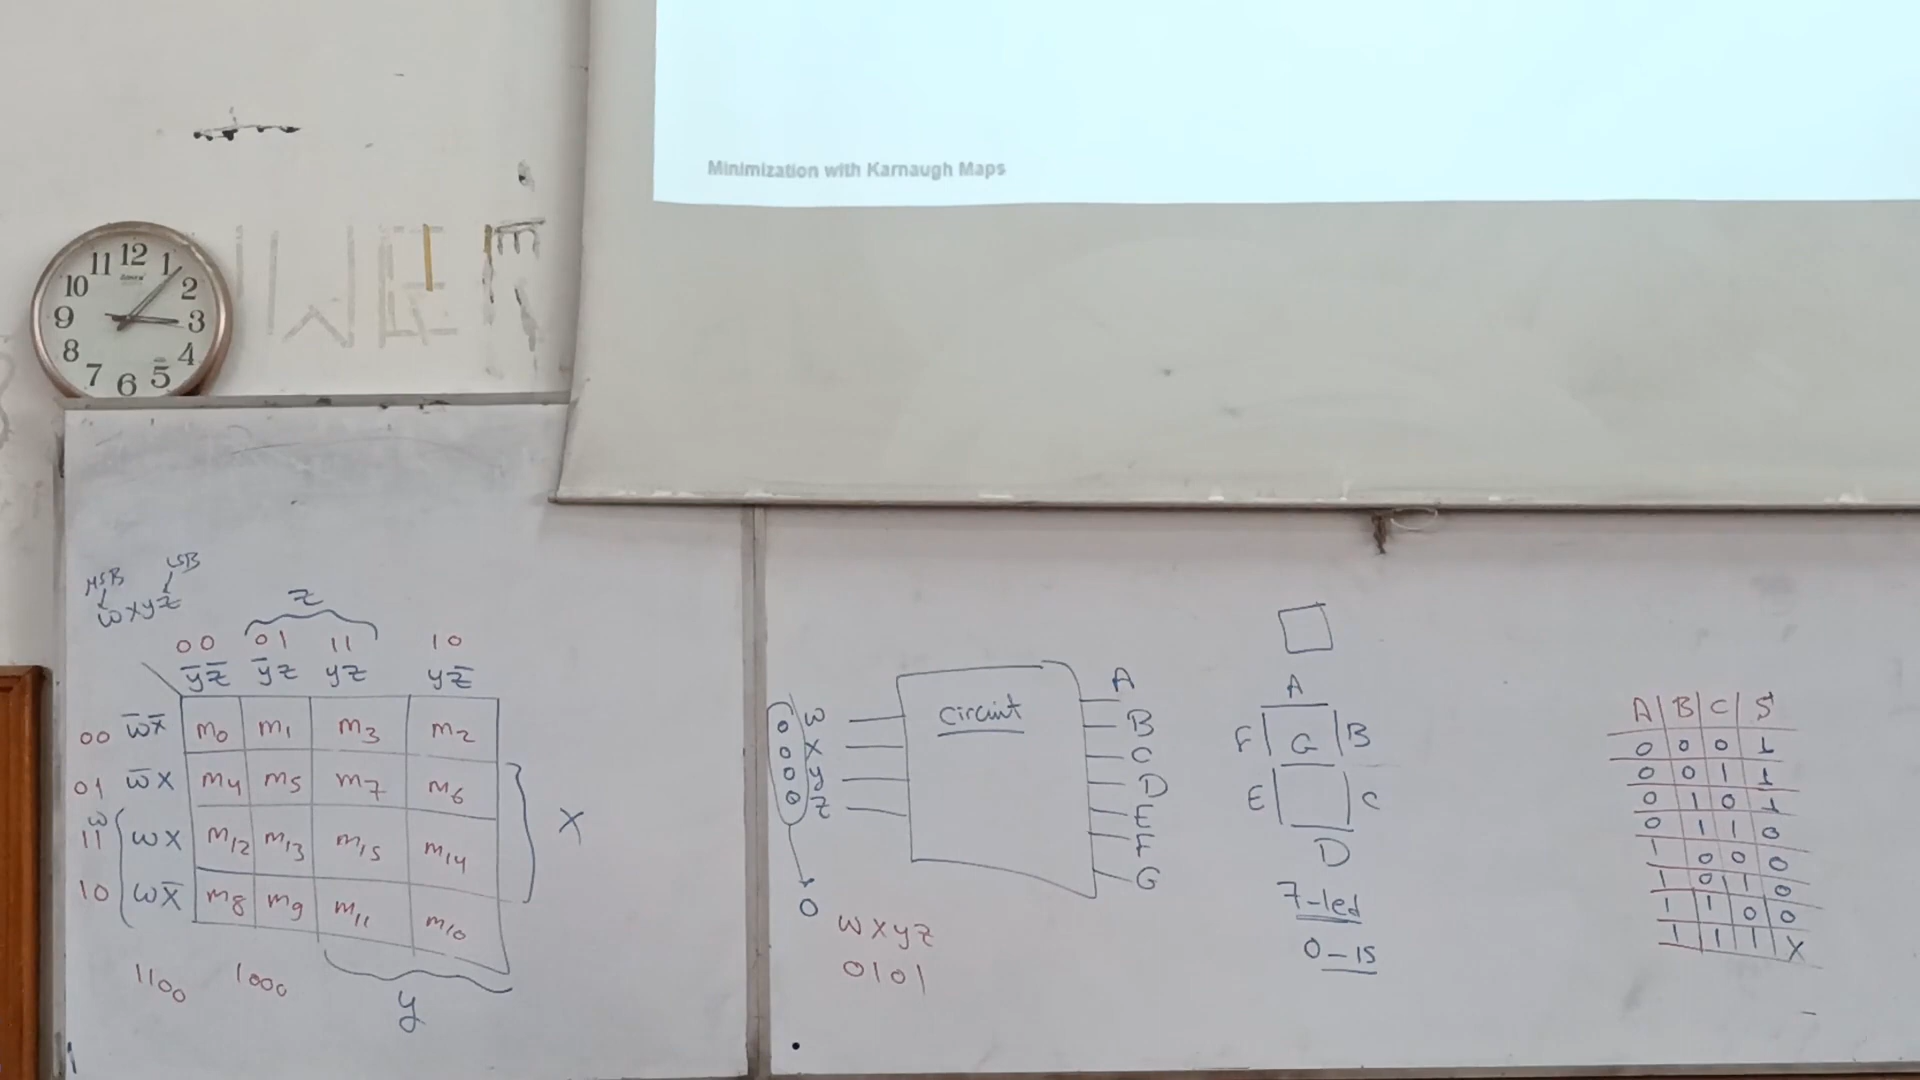 Minimization with Karnaugh Maps
12
11
1
10
2
9
3
8
4
7
6
5
MSB
LSB
wxyz
z
00 01 11 10
y̅z̅ y̅z yz yz̅
00 w̅x̅ m0 m1 m3 m2
01 w̅x m4 m5 m7 m6
w
11 wx m12 m13 m15 m14
x
10 wx̅ m8 m9 m11 m10
1100 1000
y
0 w
0 x
0 y
0 z
0
circuit
A
B
C
D
E
F
G
wxyz
0101
A
F G B
E C
D
7-led
0-15
A B C S
0 0 0 1
0 0 1 1
0 1 0 1
0 1 1 0
1 0 0 0
1 0 1 0
1 1 0 0
1 1 1 X